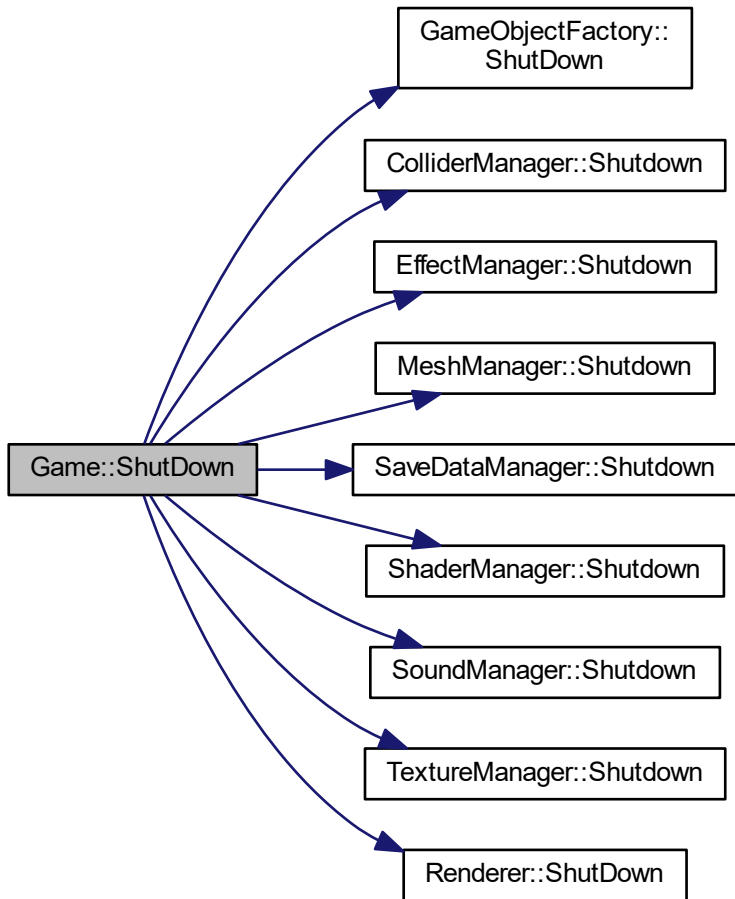 GameObjectFactory::
ShutDown
ColliderManager::Shutdown
EffectManager::Shutdown
MeshManager::Shutdown
Game::ShutDown
SaveDataManager::Shutdown
ShaderManager::Shutdown
SoundManager::Shutdown
TextureManager::Shutdown
Renderer::ShutDown